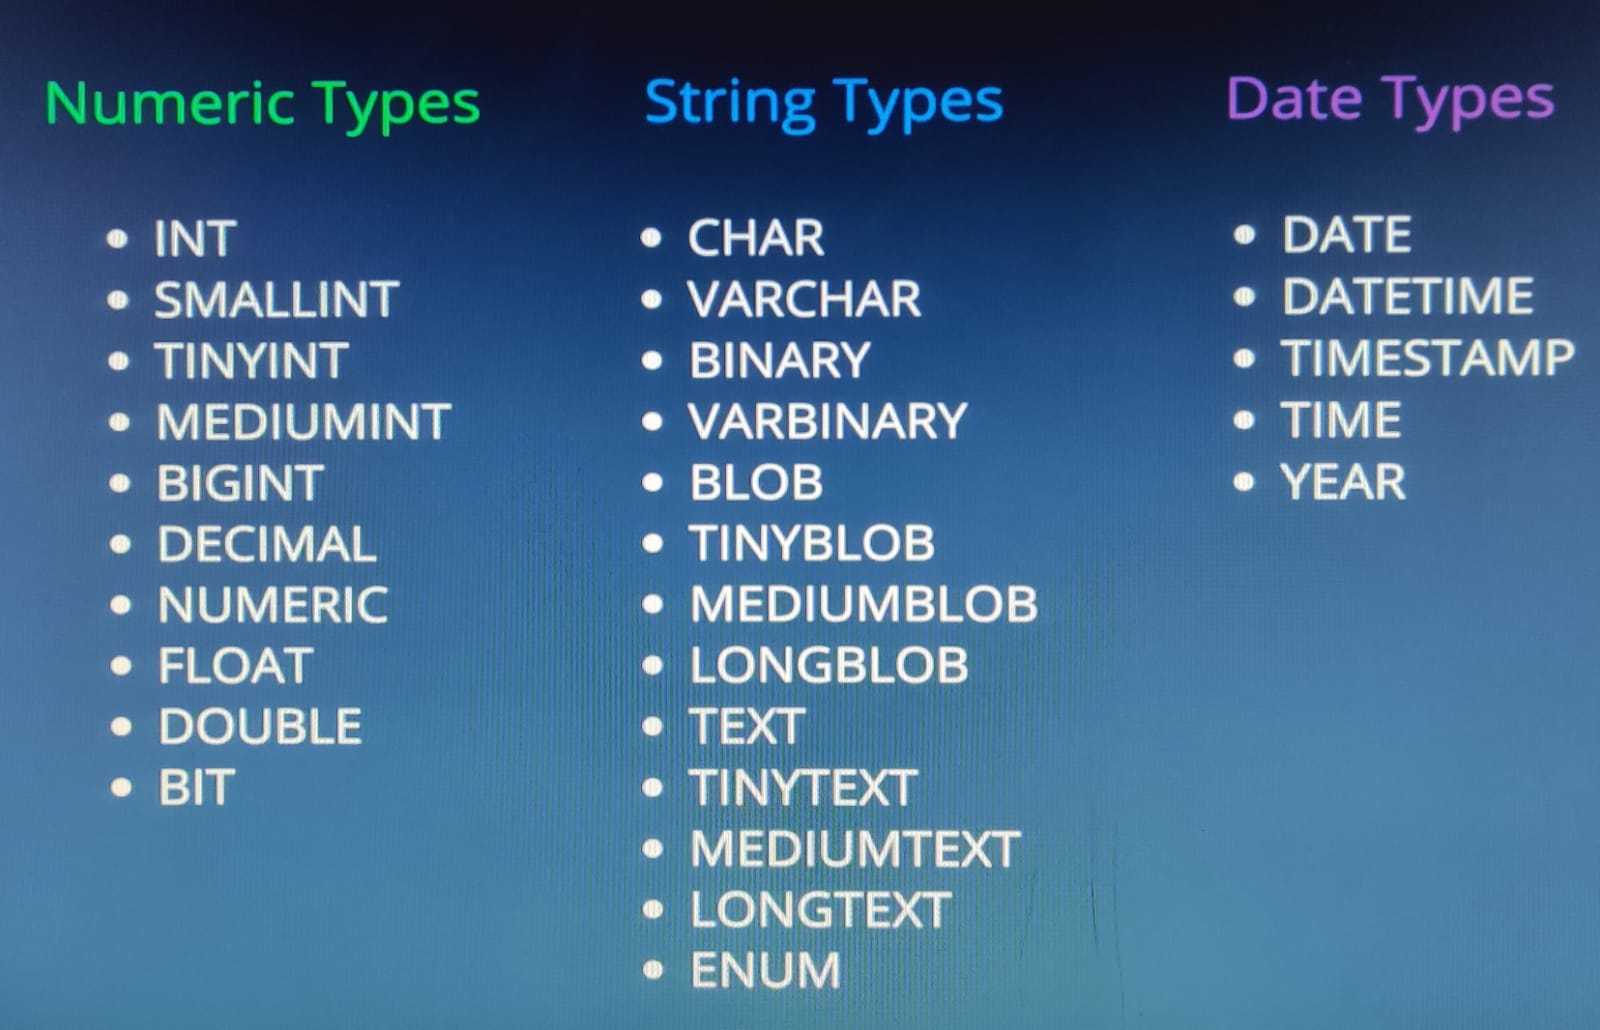 Numeric Types
INT
SMALLINT
TINYINT
MEDIUMINT
BIGINT
DECIMAL
NUMERIC
FLOAT
DOUBLE
BIT
String Types
CHAR
VARCHAR
BINARY
VARBINARY
BLOB
TINYBLOB
MEDIUMBLOB
LONGBLOB
TEXT
TINYTEXT
MEDIUMTEXT
LONGTEXT
ENUM
Date Types
DATE
DATETIME
TIMESTAMP
TIME
YEAR